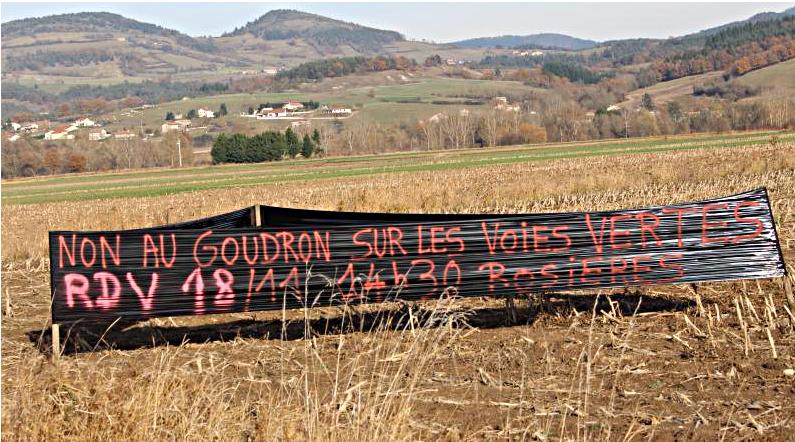 NON AU GOUDRON SUR LES VOIES VERTES
RDV 18/11 14h30 ROSIÈRES